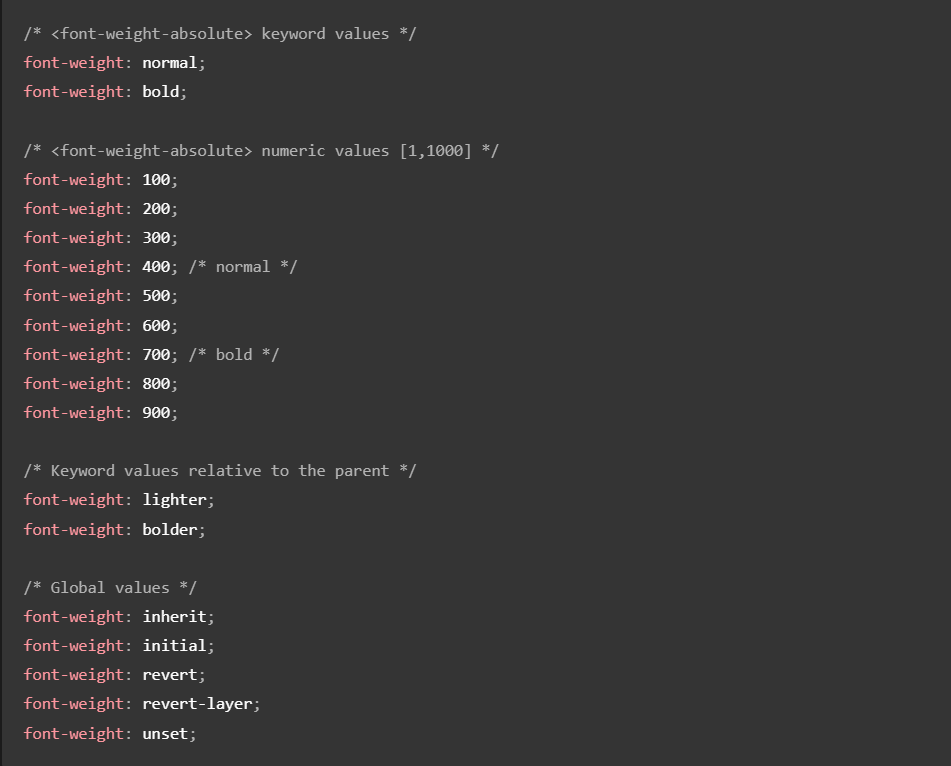 /* <font-weight-absolute> keyword values */
font-weight: normal;
font-weight: bold;
/* <font-weight-absolute> numeric values [1,1000] */
font-weight: 100;
font-weight: 200;
font-weight: 300;
font-weight: 400; /* normal */
font-weight: 500;
font-weight: 600;
font-weight: 700; /* bold */
font-weight: 800;
font-weight: 900;
/* Keyword values relative to the parent */
font-weight: lighter;
font-weight: bolder;
/* Global values */
font-weight: inherit;
font-weight: initial;
font-weight: revert;
font-weight: revert-layer;
font-weight: unset;